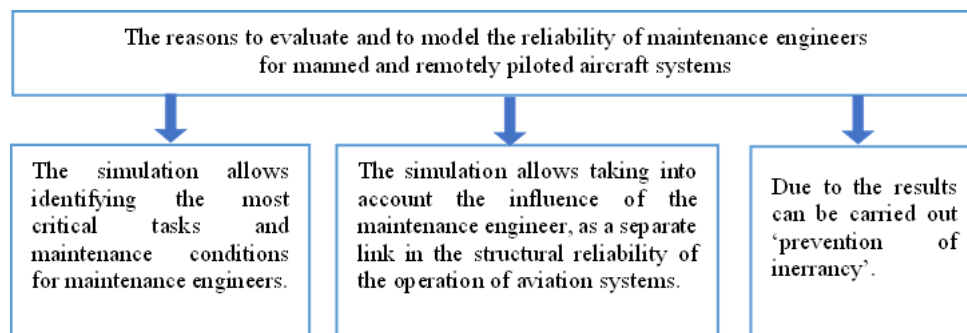 The reasons to evaluate and to model the reliability of maintenance engineers
for manned and remotely piloted aircraft systems
The simulation allows
identifying the most
critical tasks and
maintenance conditions
for maintenance engineers.
The simulation allows taking into
account the influence of the
maintenance engineer, as a separate
link in the structural reliability of
the operation of aviation systems.
Due to the results
can be carried out
‘prevention of
inerrancy’.